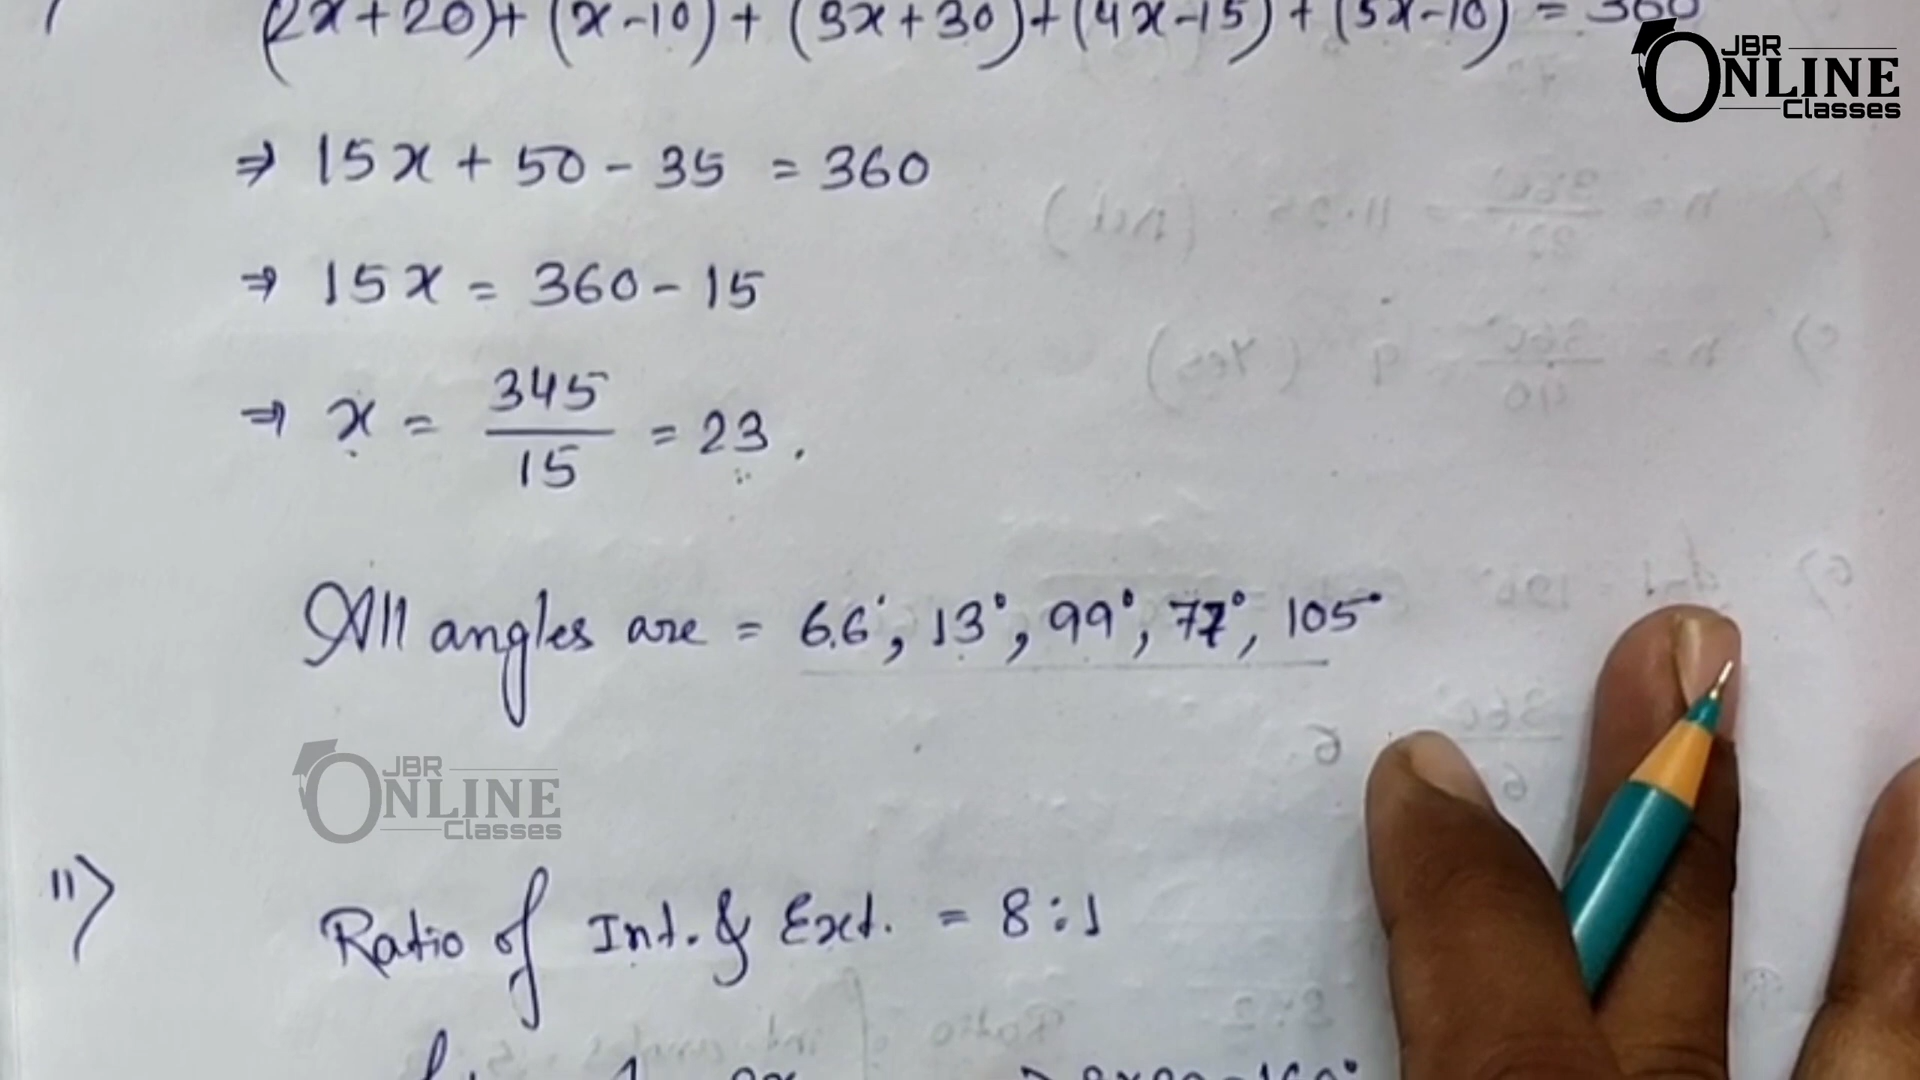 (2x+20)+(x-10)+(3x+30)+(4x-15)+(5x-10) = 360
JBR
ONLINE
Classes
⇒ 15x + 50 - 35 = 360
⇒ 15x = 360 - 15
⇒ x = 345/15 = 23.
All angles are = 66°, 13°, 99°, 77°, 105°
JBR
ONLINE
Classes
11) Ratio of Int. & Ext. = 8:1